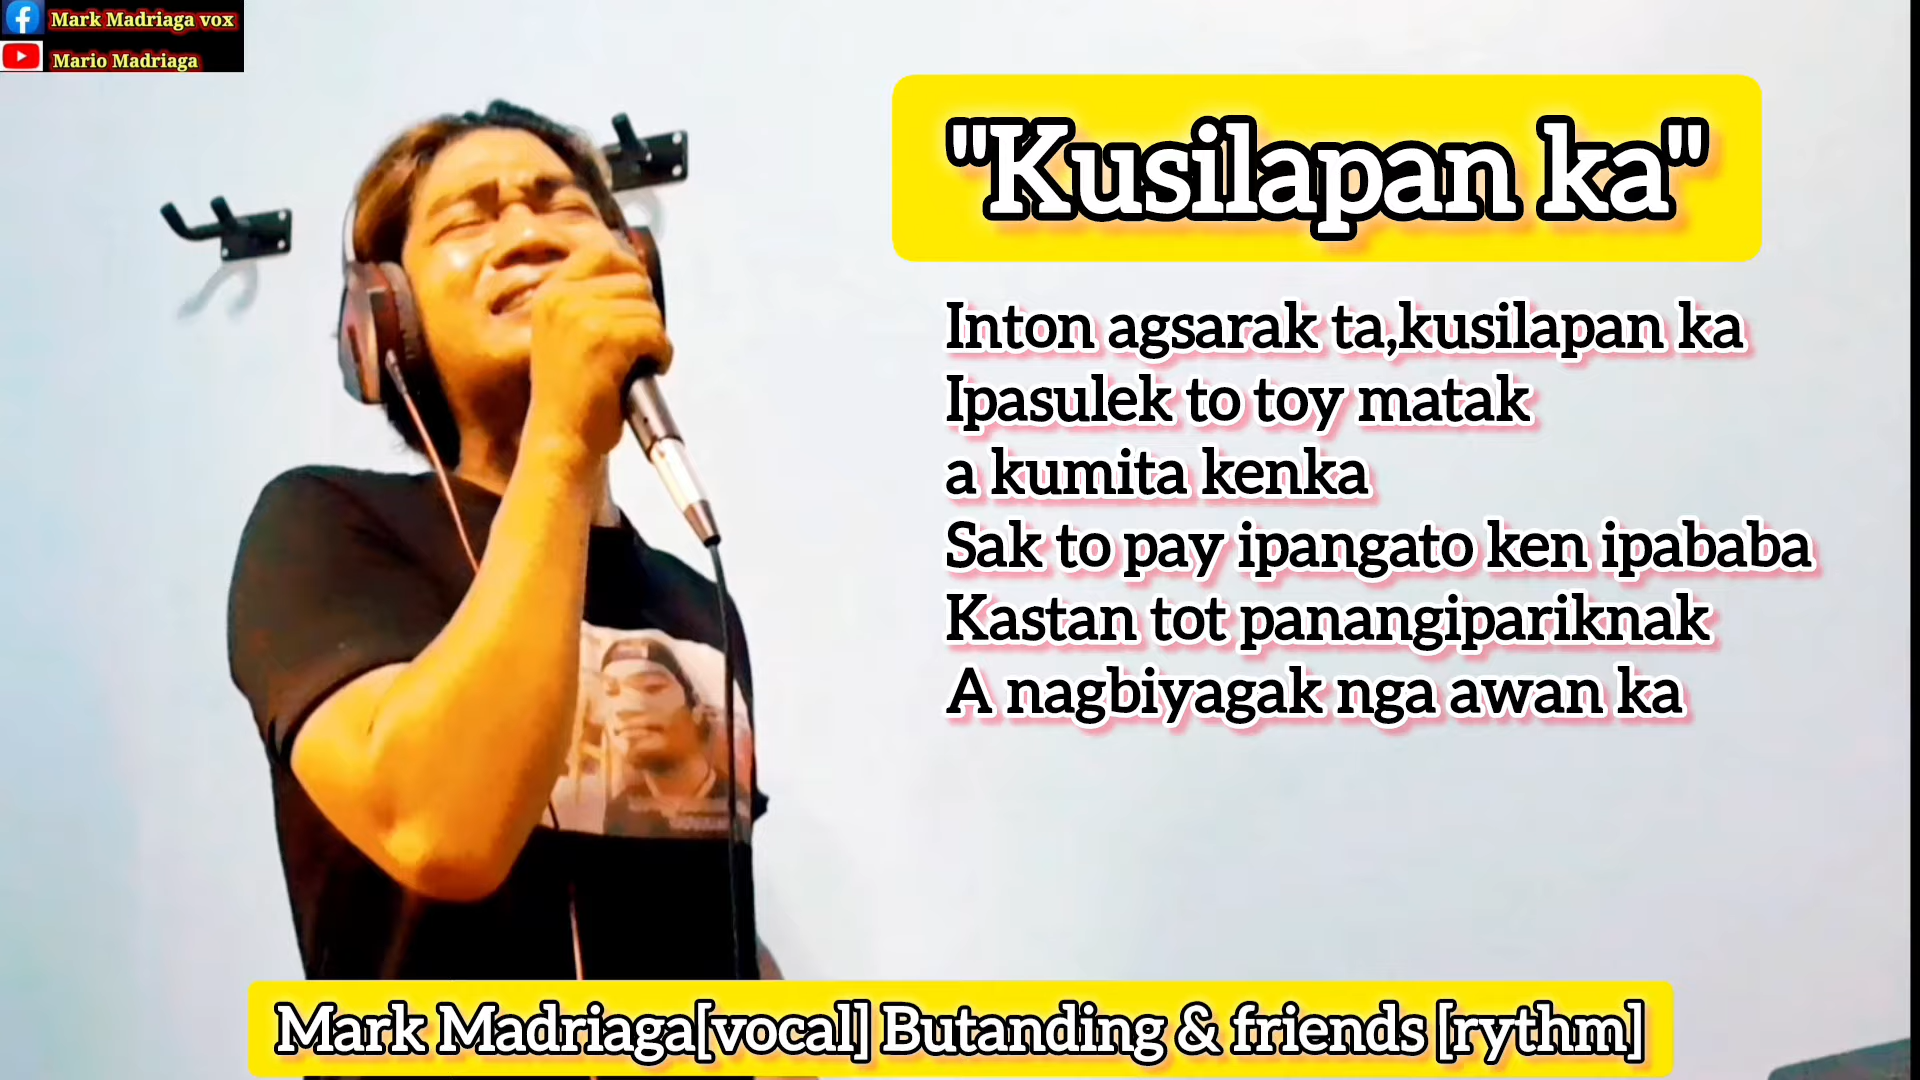 Mark Madriaga vox
Mario Madriaga
"Kusilapan ka"
Inton agsarak ta,kusilapan ka
Ipasulek to toy matak
a kumita kenka
Sak to pay ipangato ken ipababa
Kastan tot panangipariknak
A nagbiyagak nga awan ka
Mark Madriaga[vocal] Butanding & friends [rythm]